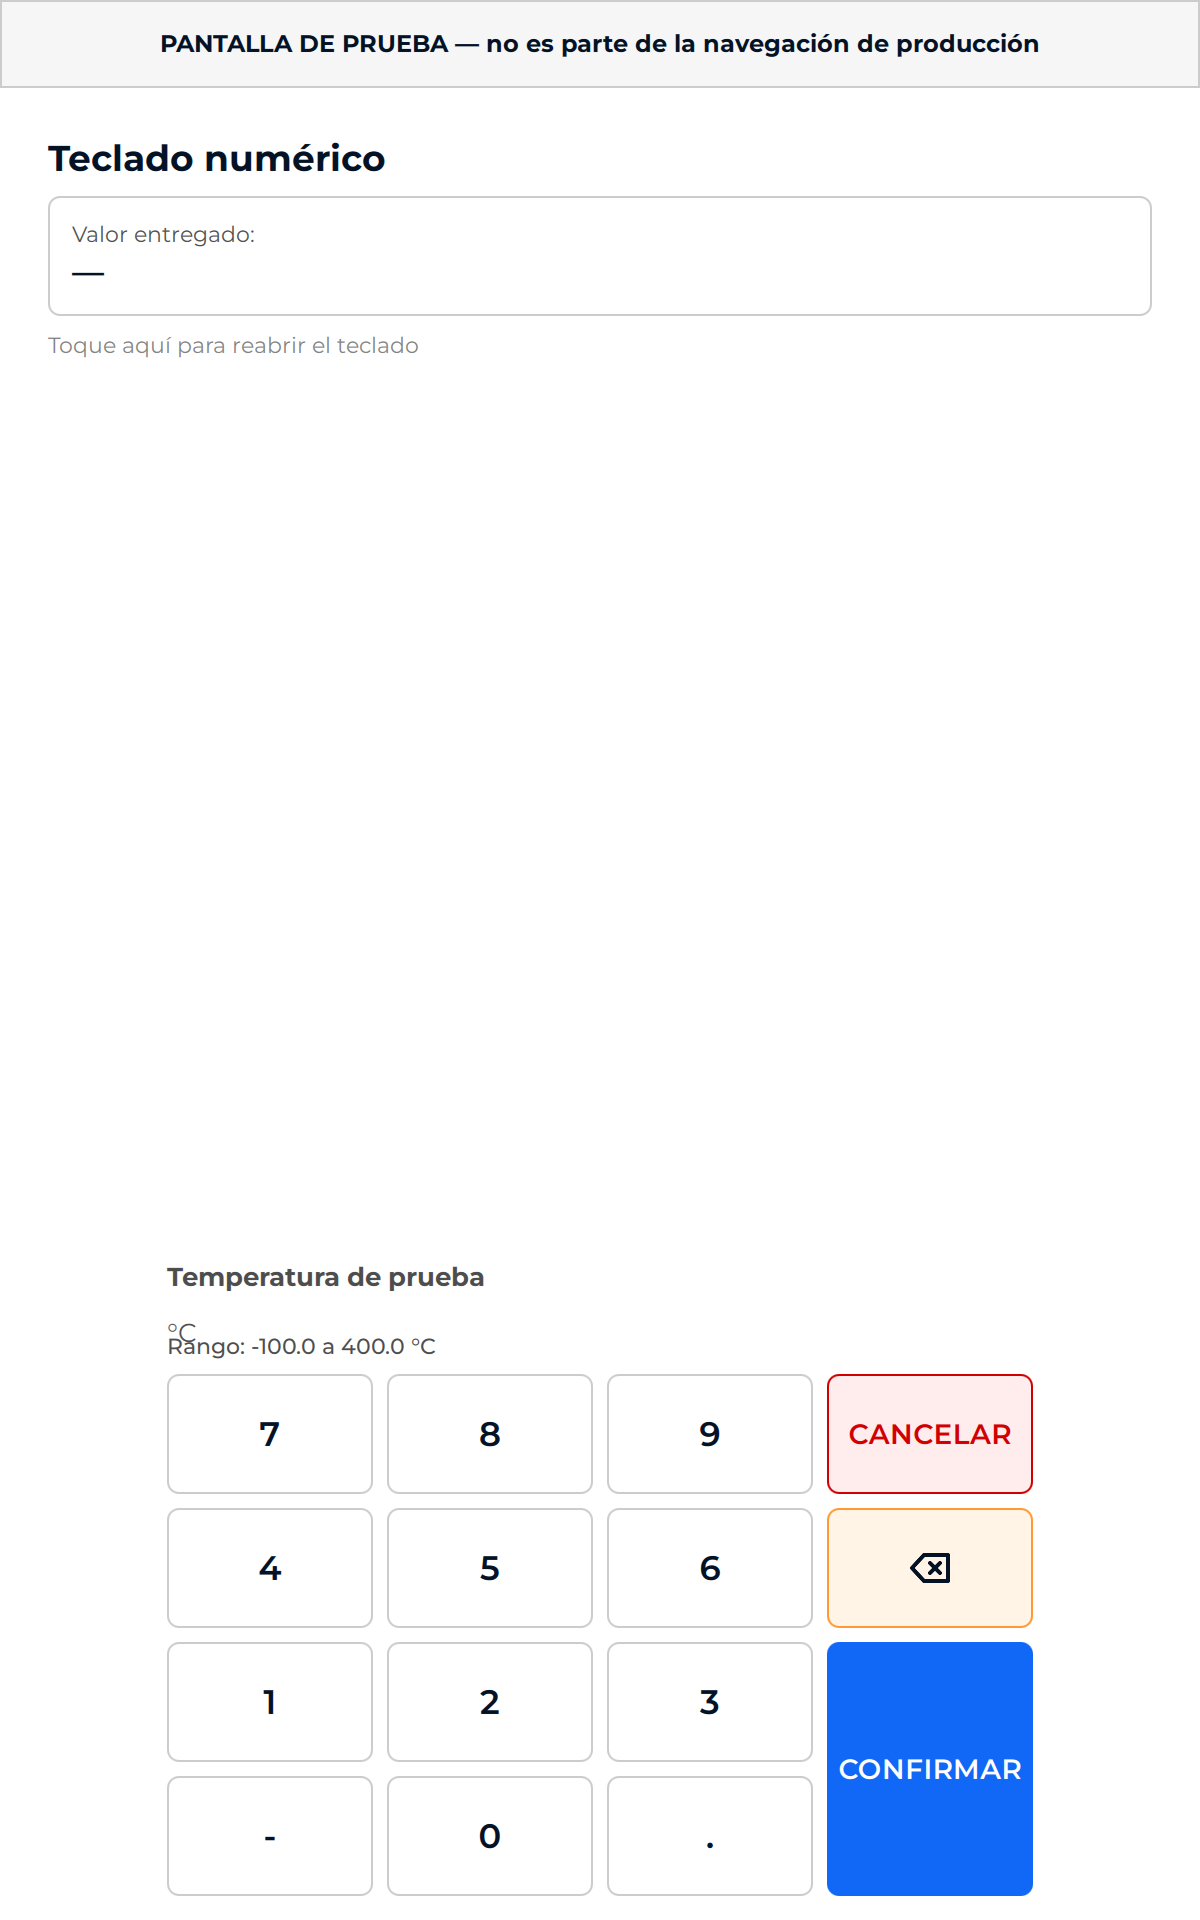 PANTALLA DE PRUEBA — no es parte de la navegación de producción
Teclado numérico
Valor entregado:
—
Toque aquí para reabrir el teclado
Temperatura de prueba
°C
Rango: -100.0 a 400.0 °C
7 8 9 CANCELAR
4 5 6
1 2 3
CONFIRMAR
- 0 .